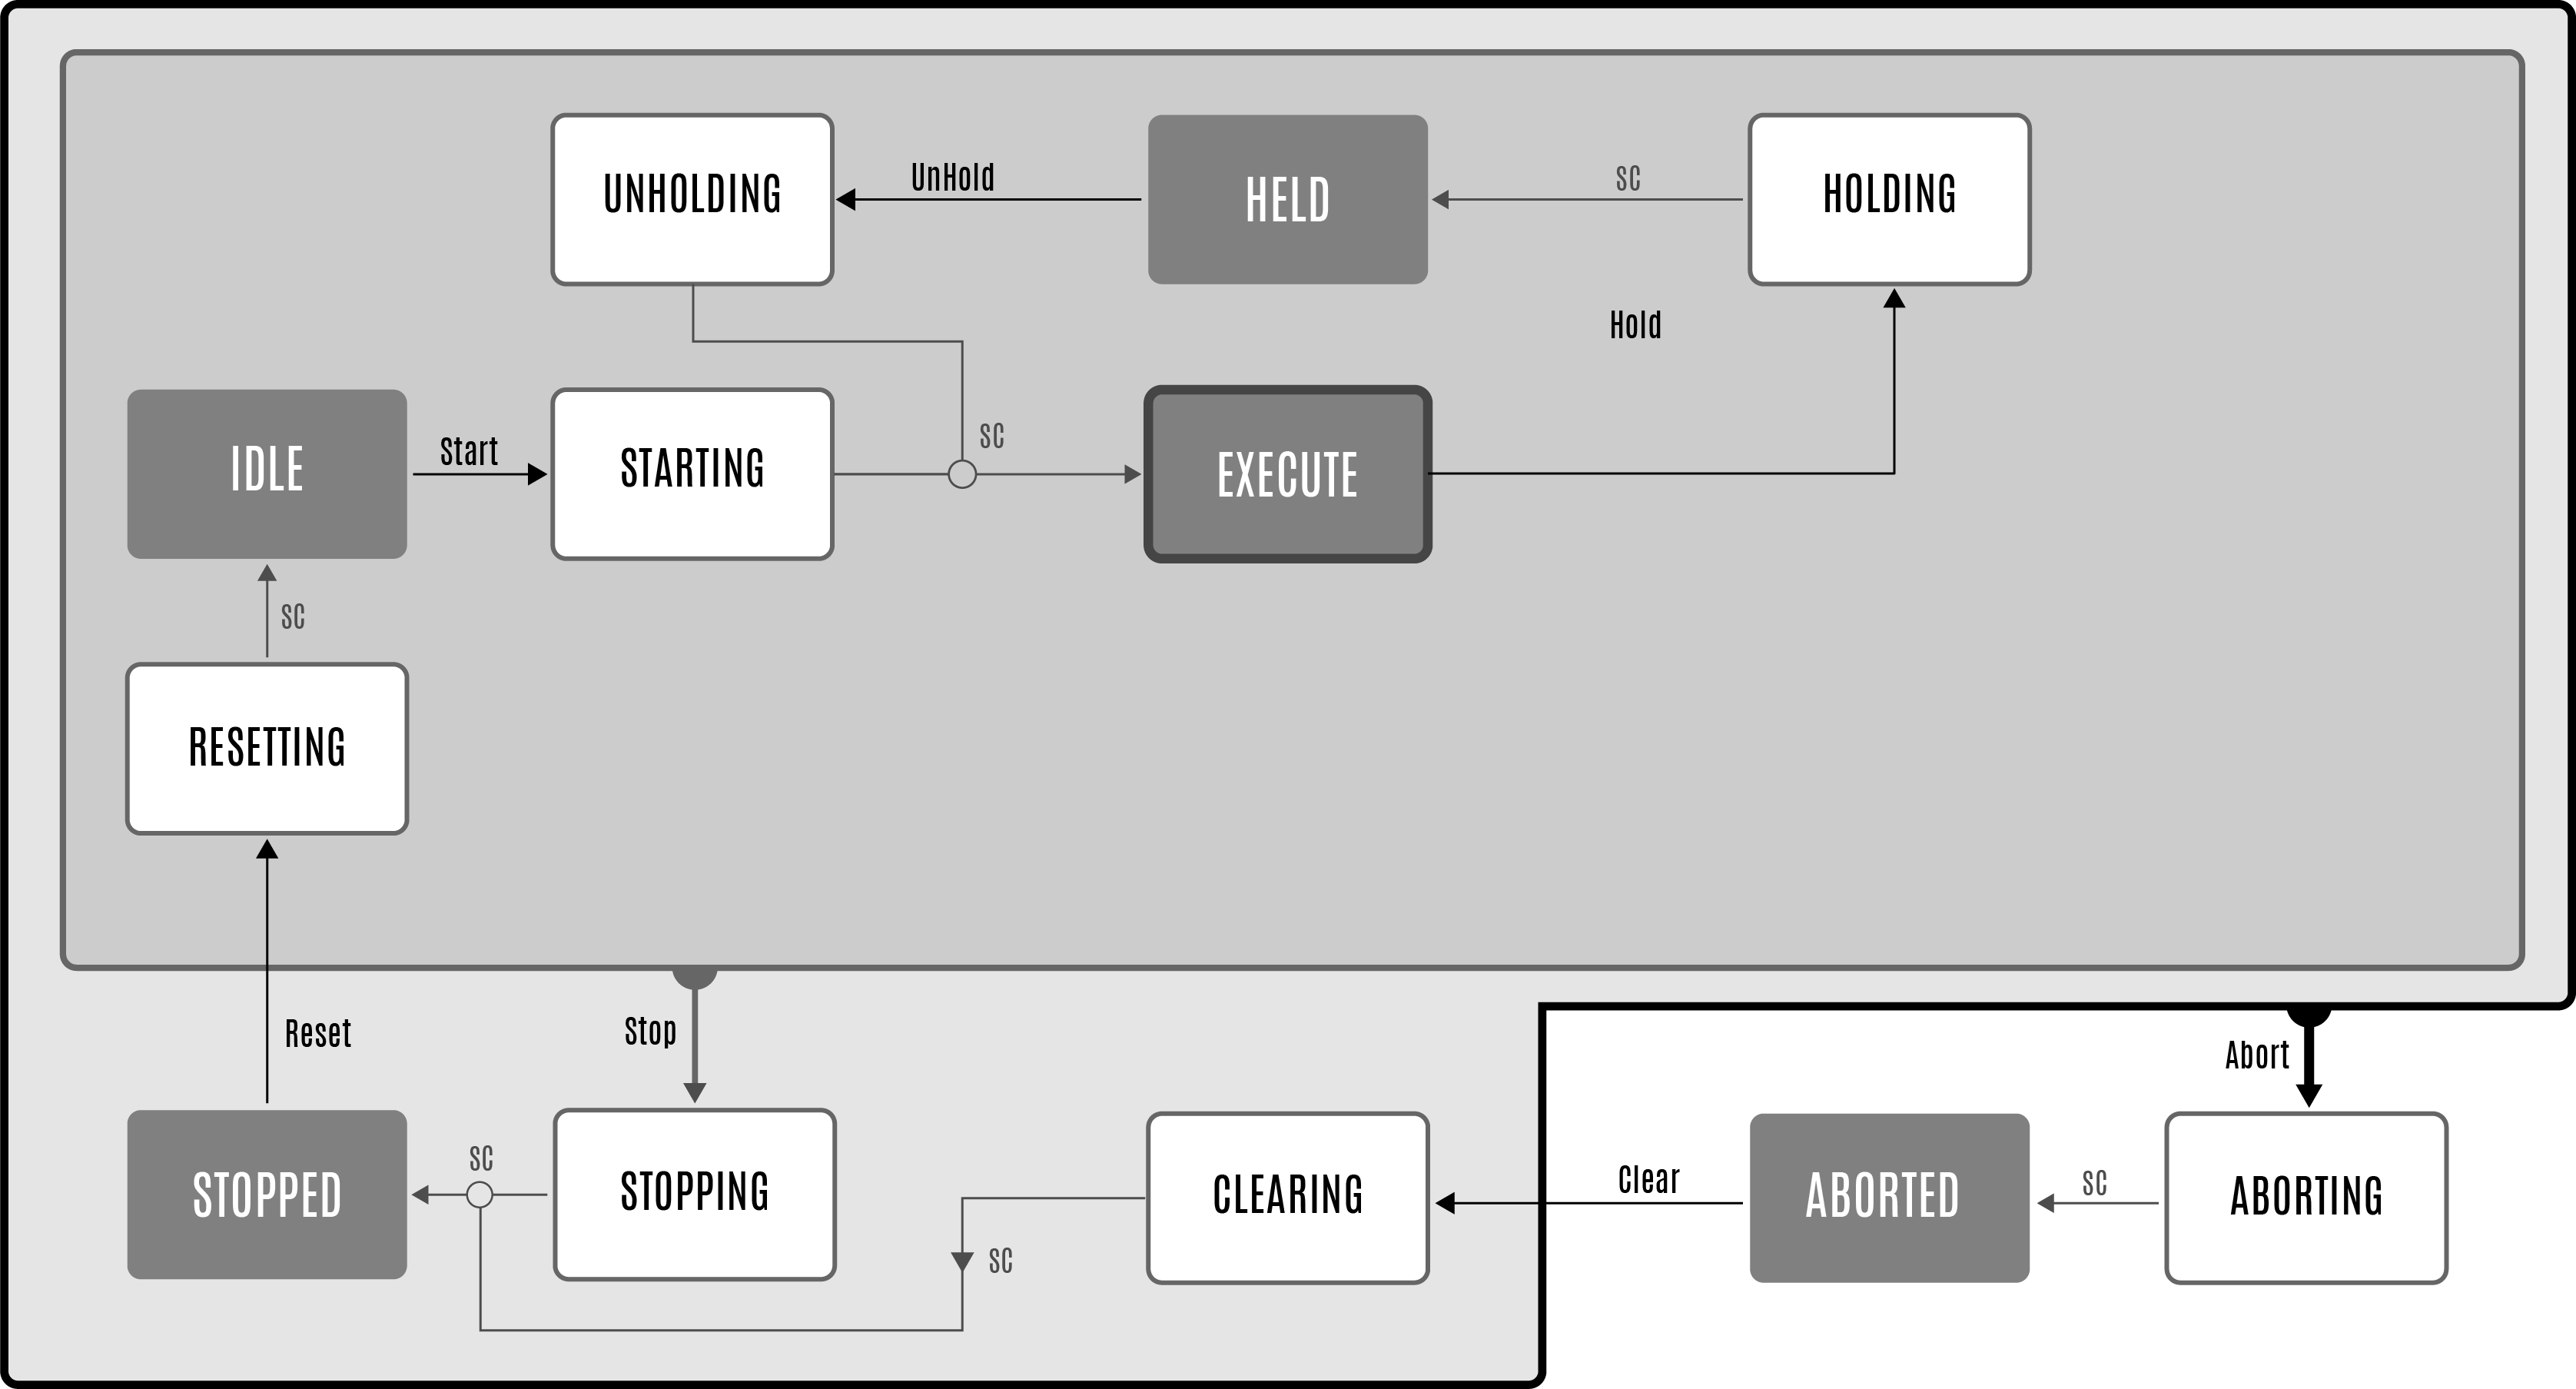 UNHOLDING
UnHold
HELD
SC
HOLDING
Hold
IDLE
Start
STARTING
SC
EXECUTE
SC
RESETTING
Reset
Stop
Abort
STOPPED
SC
STOPPING
SC
CLEARING
Clear
ABORTED
SC
ABORTING